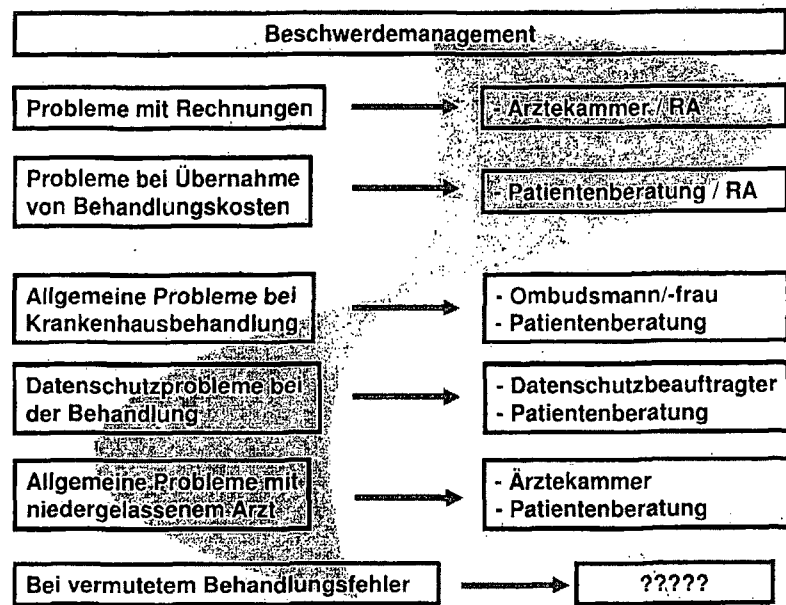 Beschwerdemanagement
Probleme mit Rechnungen
- Ärztekammer / RA
Probleme bei Übernahme
von Behandlungskosten
- Patientenberatung / RA
Allgemeine Probleme bei
Krankenhausbehandlung
- Ombudsmann/-frau
- Patientenberatung
Datenschutzprobleme bei
der Behandlung
- Datenschutzbeauftragter
- Patientenberatung
Allgemeine Probleme mit
niedergelassenem Arzt
- Ärztekammer
- Patientenberatung
Bei vermutetem Behandlungsfehler
?????